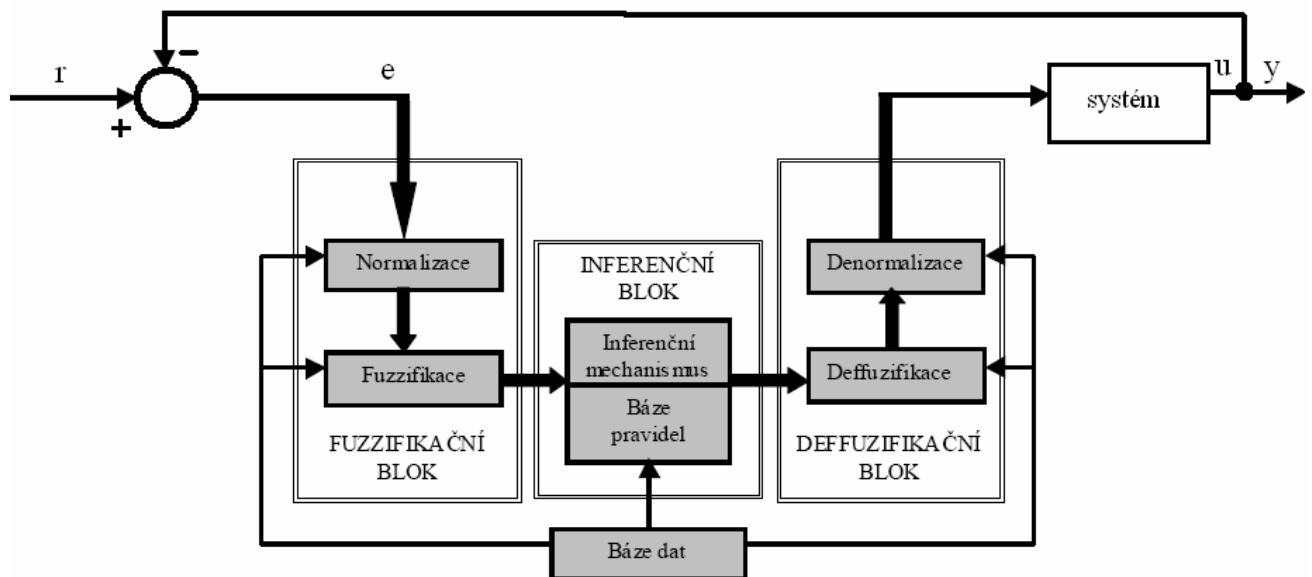 -
r
e
+
systém
u
y
Normalizace
Fuzzifikace
FUZZIFIKAČNÍ
BLOK
INFERENČNÍ
BLOK
Inferenční
mechanismus
Báze
pravidel
Denormalizace
Deffuzifikace
DEFFUZIFIKAČNÍ
BLOK
Báze dat